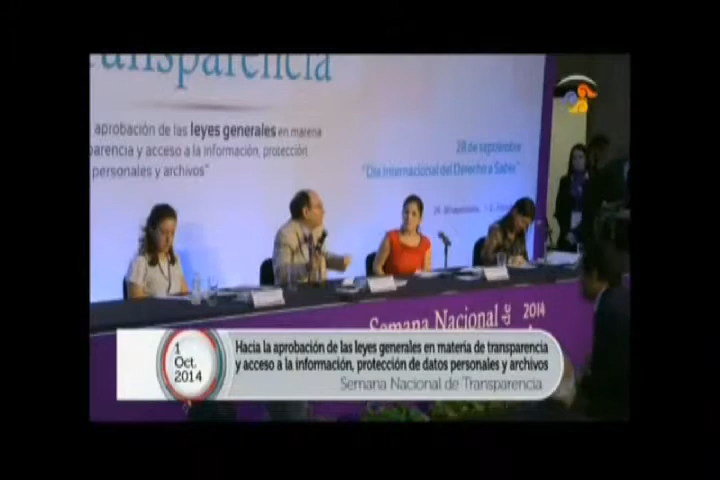 transparencia
aprobación de las leyes generales en materia
parencia y acceso a la información, protección
personales y archivos"
28 de septiembre
"Día Internacional del Derecho a Saber"
Semana Nacional de 2014
1
Oct.
2014
Hacia la aprobación de las leyes generales en materia de transparencia
y acceso a la información, protección de datos personales y archivos
Semana Nacional de Transparencia